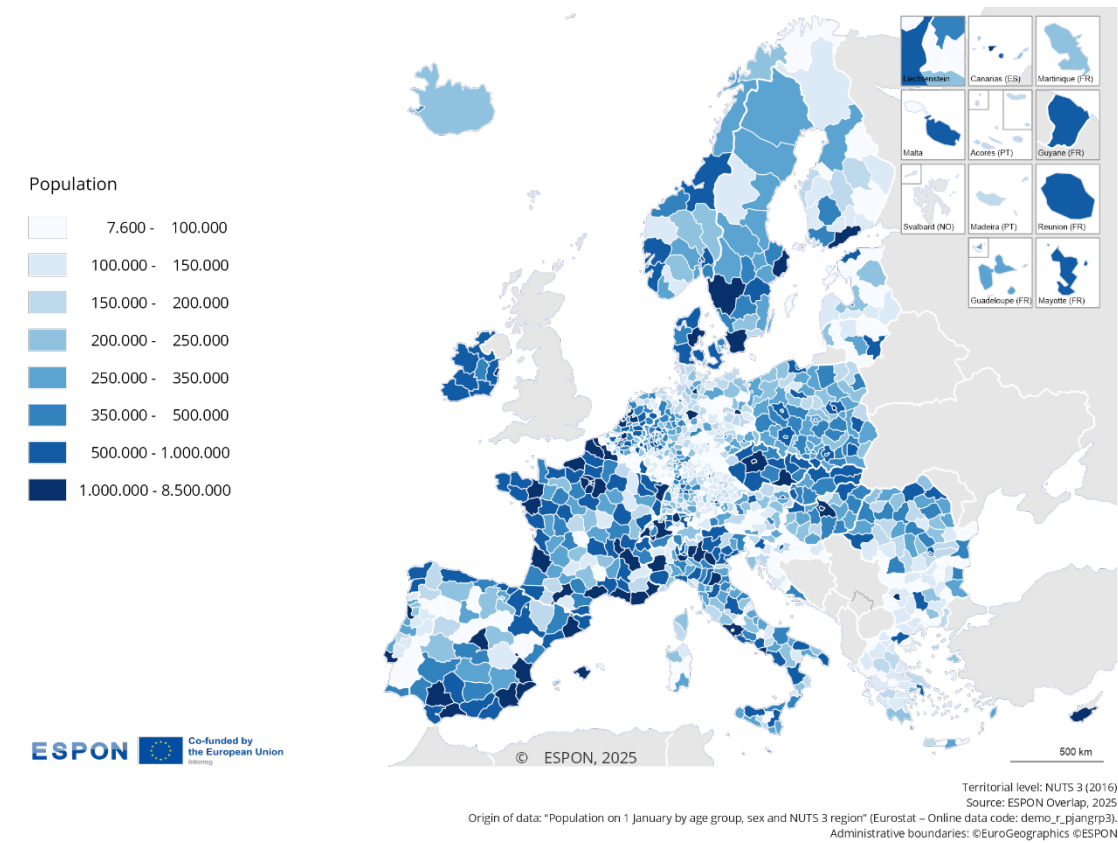 Liechtenstein
Canarias (ES)
Martinique (FR)
Malta
Acores (PT)
Guyane (FR)
Svalbard (NO)
Madeira (PT)
Reunion (FR)
Guadeloupe (FR)
Mayotte (FR)
Population
7.600 - 100.000
100.000 - 150.000
150.000 - 200.000
200.000 - 250.000
250.000 - 350.000
350.000 - 500.000
500.000 - 1.000.000
1.000.000 - 8.500.000
ESPON
Co-funded by
the European Union
Interreg
© ESPON, 2025
500 km
Territorial level: NUTS 3 (2016)
Source: ESPON Overlap, 2025
Origin of data: “Population on 1 January by age group, sex and NUTS 3 region” (Eurostat – Online data code: demo_r_pjangrp3).
Administrative boundaries: ©EuroGeographics ©ESPON